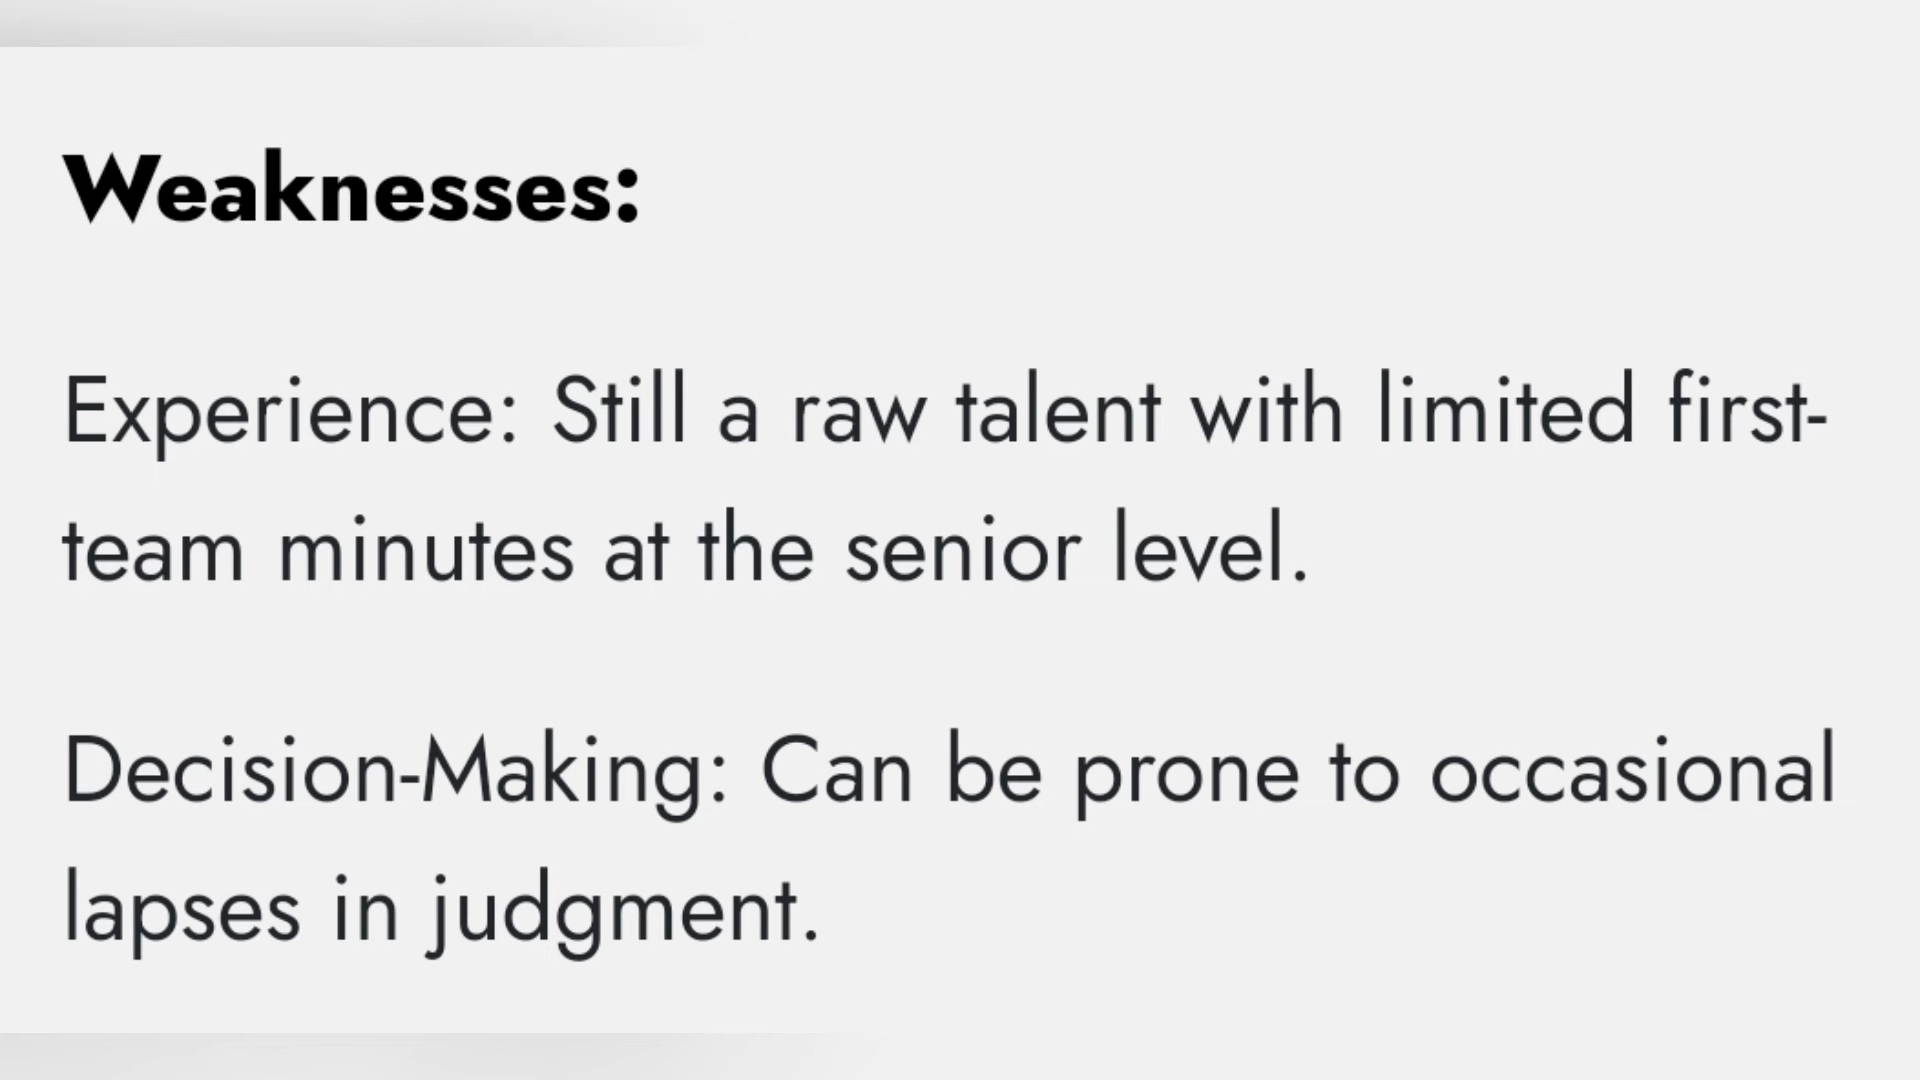 Weaknesses:
Experience: Still a raw talent with limited first-
team minutes at the senior level.
Decision-Making: Can be prone to occasional
lapses in judgment.